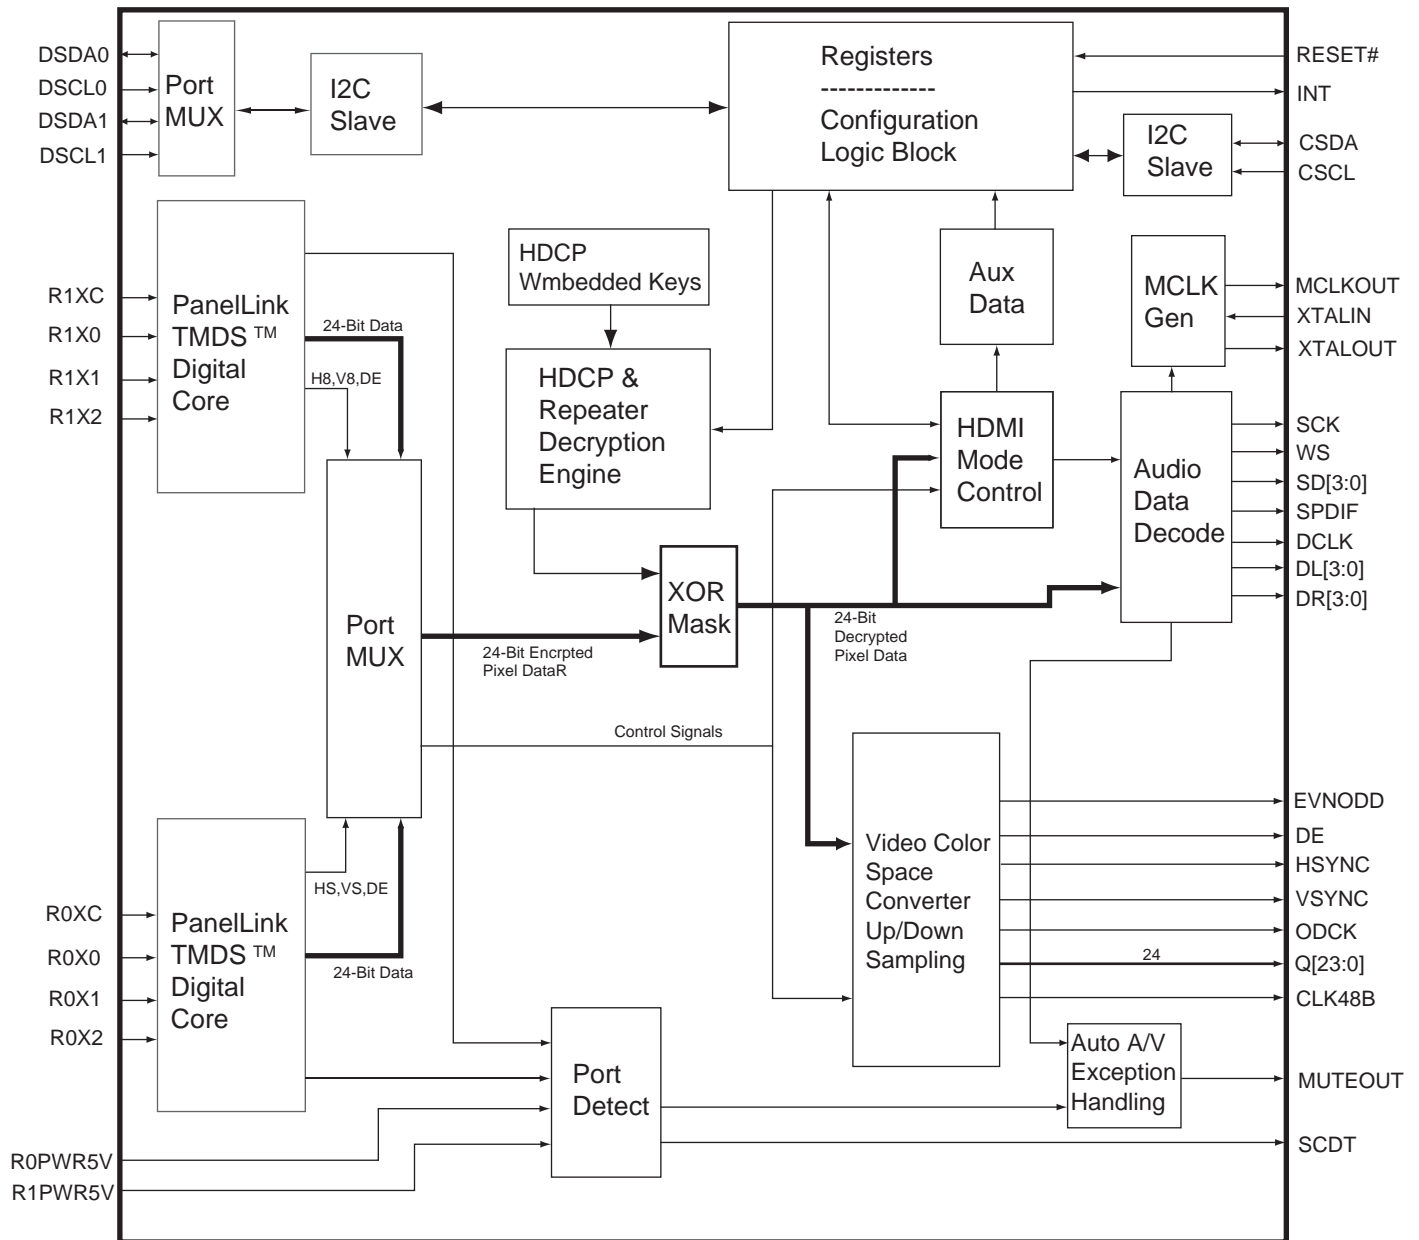 DSDA0
DSCL0
DSDA1
DSCL1
Port
MUX
I2C
Slave
Registers
-------------
Configuration
Logic Block
RESET#
INT
I2C
Slave
CSDA
CSCL
R1XC
R1X0
R1X1
R1X2
PanelLink
TMDS ™
Digital
Core
24-Bit Data
H8,V8,DE
HDCP
Wmbedded Keys
HDCP &
Repeater
Decryption
Engine
Aux
Data
MCLK
Gen
MCLKOUT
XTALIN
XTALOUT
HDMI
Mode
Control
Audio
Data
Decode
SCK
WS
SD[3:0]
SPDIF
DCLK
DL[3:0]
DR[3:0]
Port
MUX
24-Bit Encrpted
Pixel DataR
XOR
Mask
24-Bit
Decrypted
Pixel Data
Control Signals
Video Color
Space
Converter
Up/Down
Sampling
EVNODD
DE
HSYNC
VSYNC
ODCK
24
Q[23:0]
CLK48B
HS,VS,DE
24-Bit Data
R0XC
R0X0
R0X1
R0X2
PanelLink
TMDS ™
Digital
Core
Port
Detect
Auto A/V
Exception
Handling
MUTEOUT
SCDT
R0PWR5V
R1PWR5V